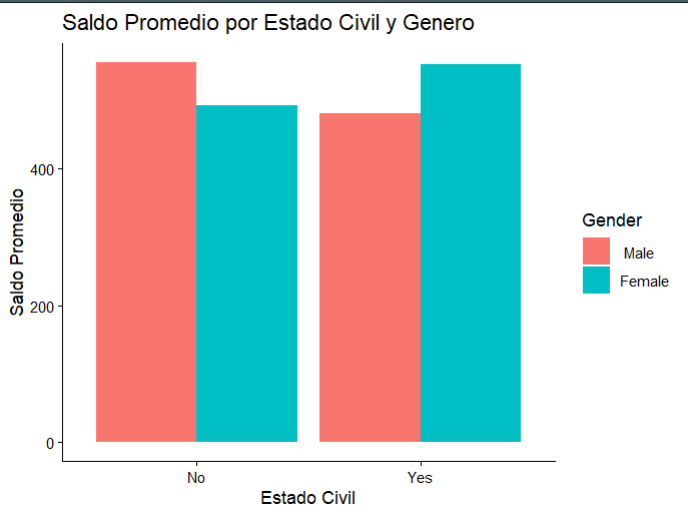 Saldo Promedio por Estado Civil y Genero
Saldo Promedio
400
200
0
No
Yes
Estado Civil
Gender
Male
Female